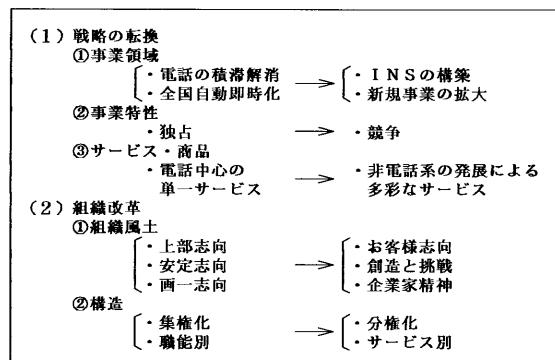 (1)戦略の転換
①事業領域
・電話の積滞解消 → ・INSの構築
・全国自動即時化 ・新規事業の拡大
②事業特性
・独占 → ・競争
③サービス・商品
・電話中心の → ・非電話系の発展による
単一サービス 多彩なサービス
(2)組織改革
①組織風土
・上部志向 ・お客様志向
・安定志向 → ・創造と挑戦
・画一志向 ・企業家精神
②構造
・集権化 → ・分権化
・職能別 ・サービス別